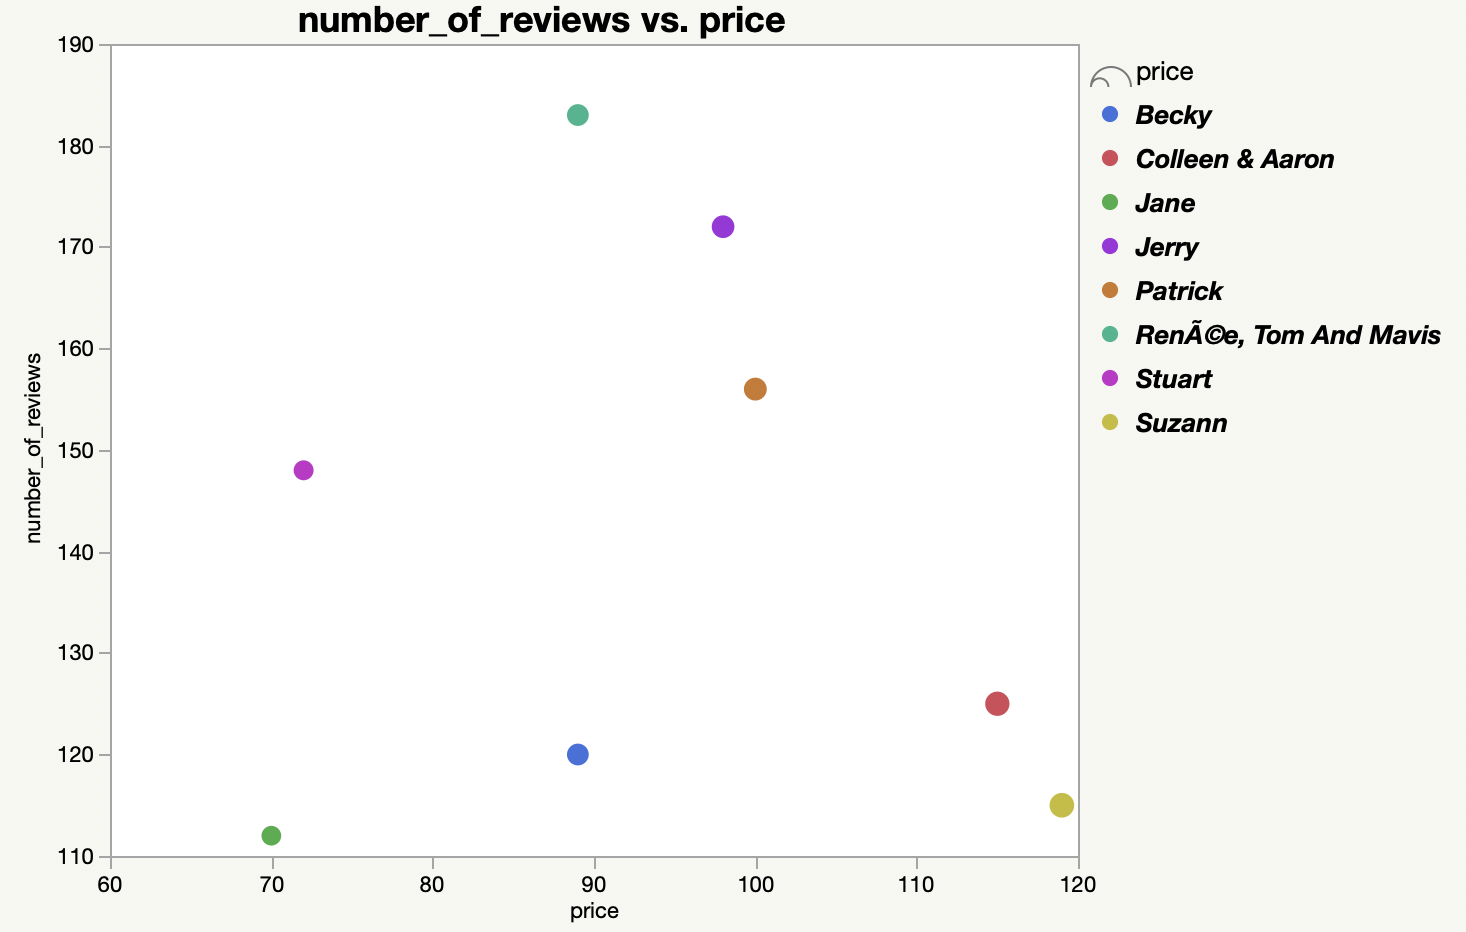 number_of_reviews vs. price
190
180
170
160
150
140
130
120
110
number_of_reviews
60 70 80 90 100 110 120
price
price
Becky
Colleen & Aaron
Jane
Jerry
Patrick
RenÃ©e, Tom And Mavis
Stuart
Suzann